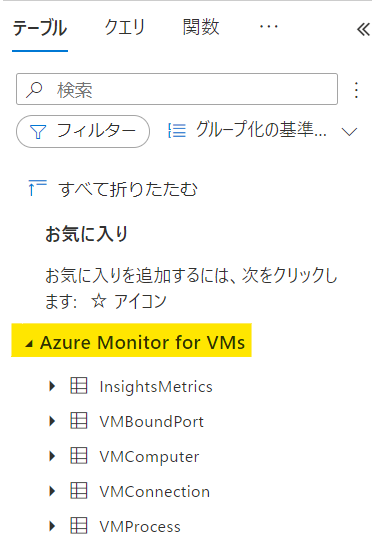 テーブル クエリ 関数 ...
検索
フィルター グループ化の基準...
すべて折りたたむ
お気に入り
お気に入りを追加するには、次をクリックし
ます: ☆ アイコン
Azure Monitor for VMs
InsightsMetrics
VMBoundPort
VMComputer
VMConnection
VMProcess